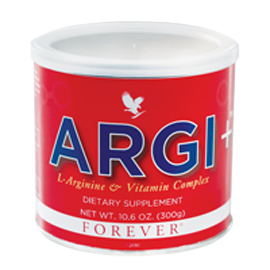 ARGI+
L-Arginine & Vitamin Complex
DIETARY SUPPLEMENT
NET WT. 10.6 OZ. (300g)
FOREVER®